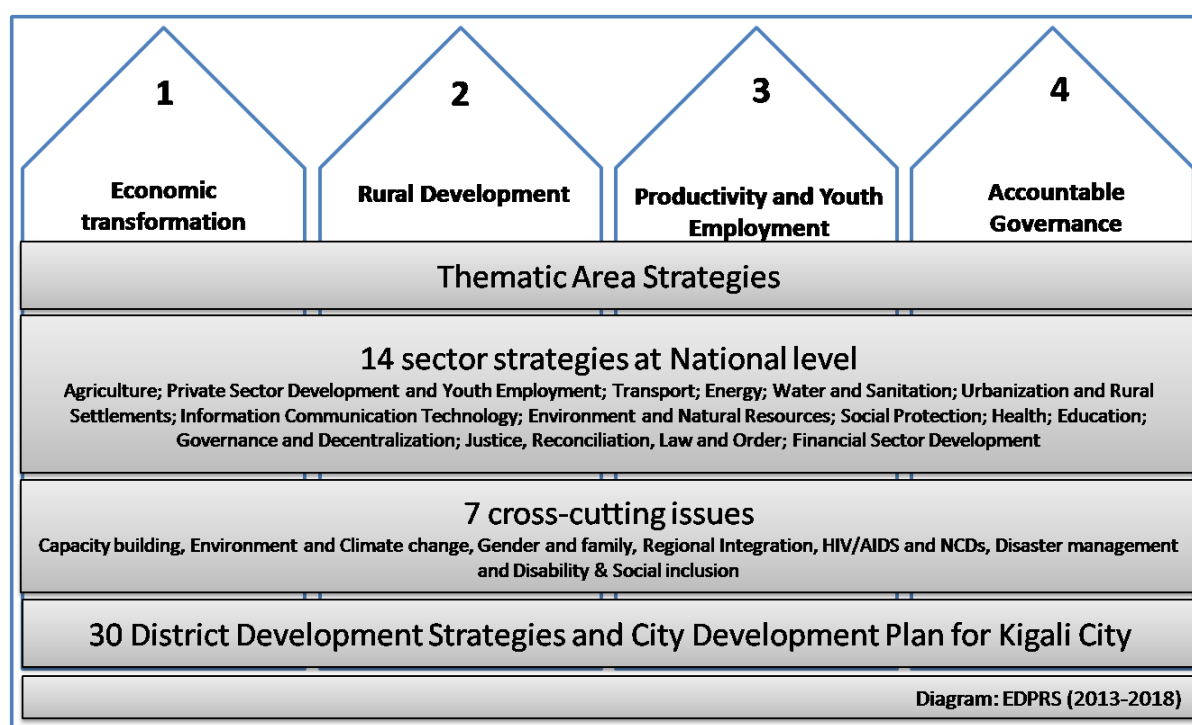 1
2
3
4
Economic
transformation
Rural Development
Productivity and Youth
Employment
Accountable
Governance
Thematic Area Strategies
14 sector strategies at National level
Agriculture; Private Sector Development and Youth Employment; Transport; Energy; Water and Sanitation; Urbanization and Rural
Settlements; Information Communication Technology; Environment and Natural Resources; Social Protection; Health; Education;
Governance and Decentralization; Justice, Reconciliation, Law and Order; Financial Sector Development
7 cross-cutting issues
Capacity building, Environment and Climate change, Gender and family, Regional Integration, HIV/AIDS and NCDs, Disaster management
and Disability & Social inclusion
30 District Development Strategies and City Development Plan for Kigali City
Diagram: EDPRS (2013-2018)